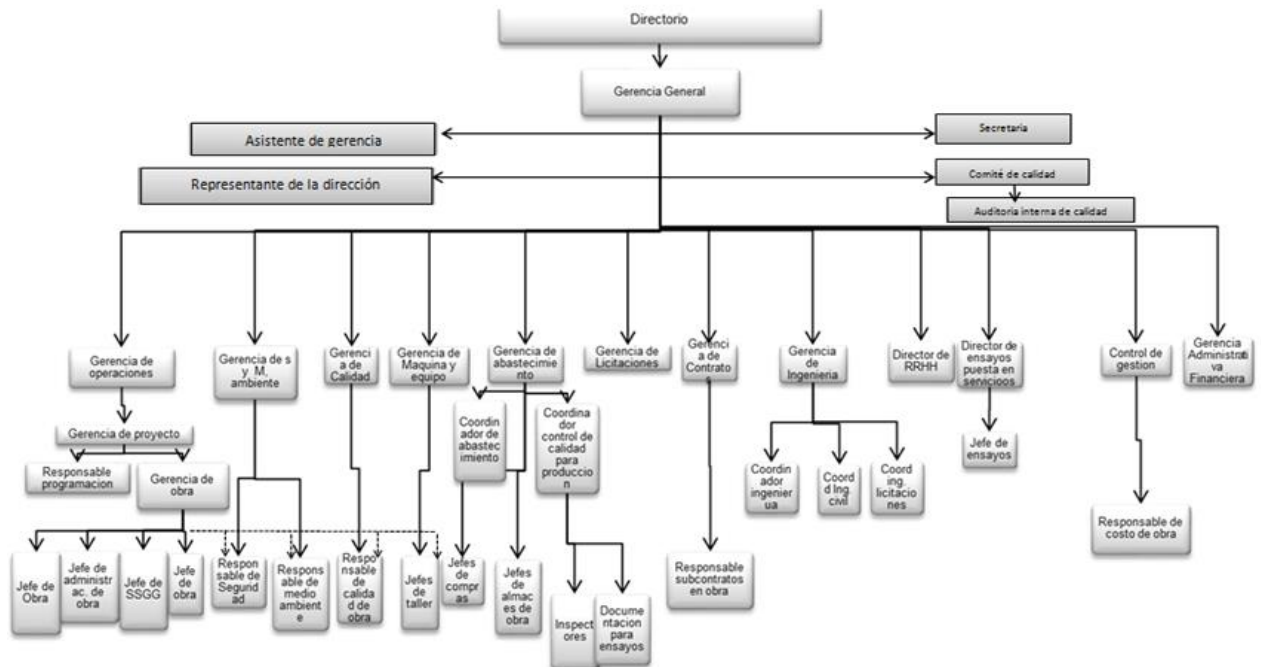 Directorio
Gerencia General
Asistente de gerencia
Secretaria
Representante de la dirección
Comité de calidad
Auditoria interna de calidad
Gerencia de
operaciones
Gerencia de s
y M.
ambiente
Gerenci
a de
Calidad
Gerencia de
Maquina y
equipo
Gerencia de
abastecimie
nto
Gerencia de
Licitaciones
Gerenci
a de
Contrato
s
Gerencia
de
Ingenieria
Director de
RRHH
Director de
ensayos
puesta en
servicioos
Control de
gestion
Gerencia
Administrati
va
Financiera
Gerencia de proyecto
Responsable
programacion
Gerencia de
obra
Coordin
ador de
abastec
imiento
Coordina
dor
control de
calidad
para
produccio
n
Coordin
ador
ingenier
ua
Coor
d Ing.
civil
Coord
ing.
licitacio
nes
Jefe de
ensayos
Responsable de
costo de obra
Jefe de
Obra
Jefe de
administr
ac. de
obra
Jefe de
SSGG
Jefe
de
obra
Respon
sable de
Segurid
ad
Respons
able de
medio
ambient
e
Respo
nsable
de
calida
d de
obra
Jefes
de
taller
Jefes
de
compr
as
Jefes
de
almac
es de
obra
Inspect
ores
Docume
ntacion
para
ensayos
Responsable
subcontratos
en obra